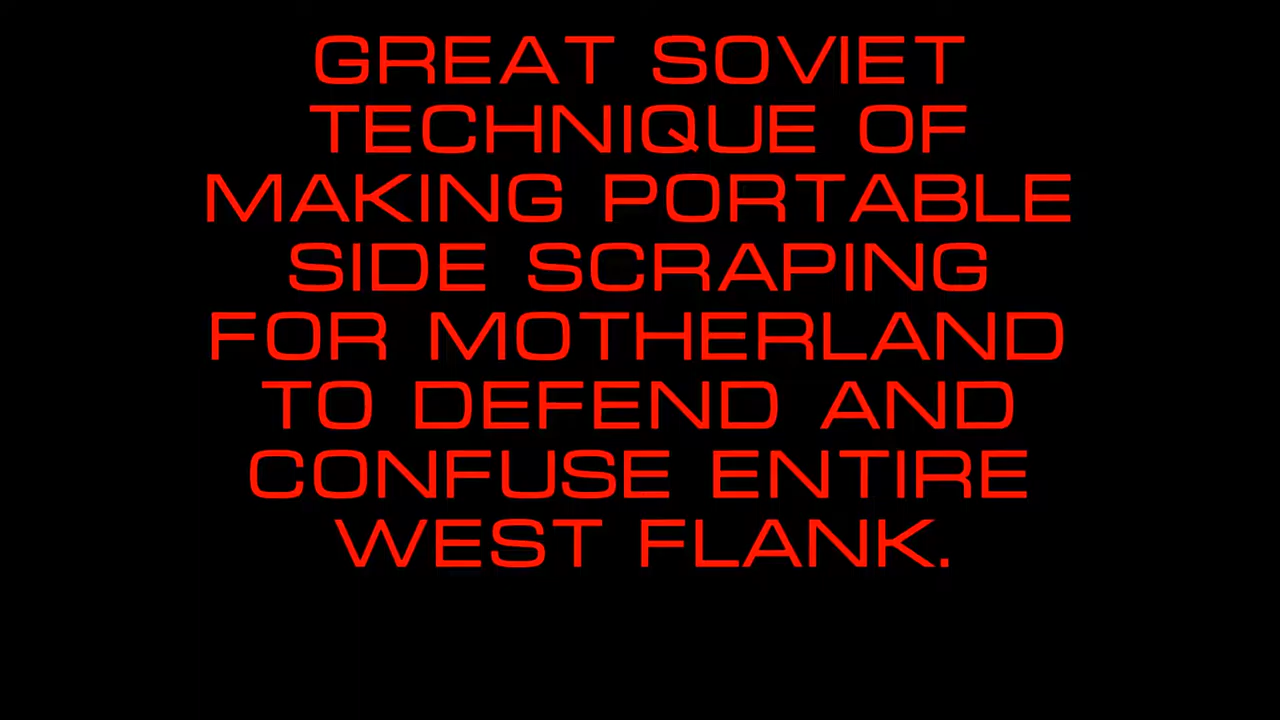 GREAT SOVIET
TECHNIQUE OF
MAKING PORTABLE
SIDE SCRAPING
FOR MOTHERLAND
TO DEFEND AND
CONFUSE ENTIRE
WEST FLANK.